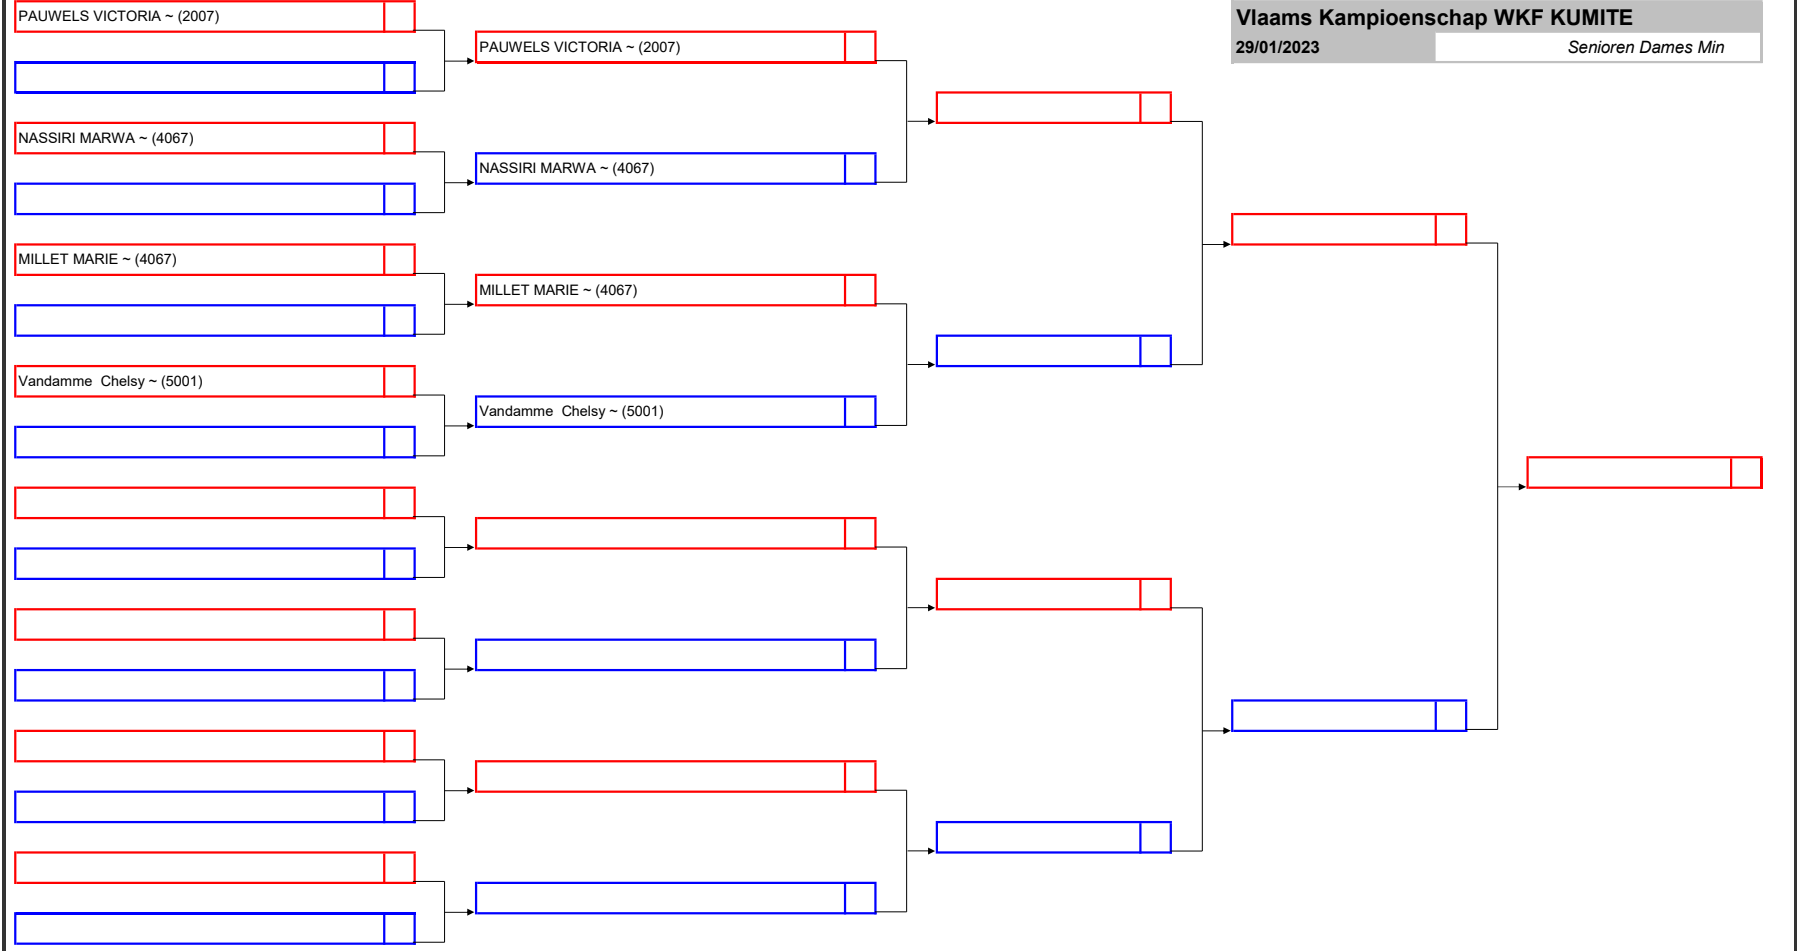 PAUWELS VICTORIA ~ (2007)
Vlaams Kampioenschap WKF KUMITE
PAUWELS VICTORIA ~ (2007)
29/01/2023 Senioren Dames Min
NASSIRI MARWA ~ (4067)
NASSIRI MARWA ~ (4067)
MILLET MARIE ~ (4067)
MILLET MARIE ~ (4067)
Vandamme  Chelsy ~ (5001)
Vandamme  Chelsy ~ (5001)